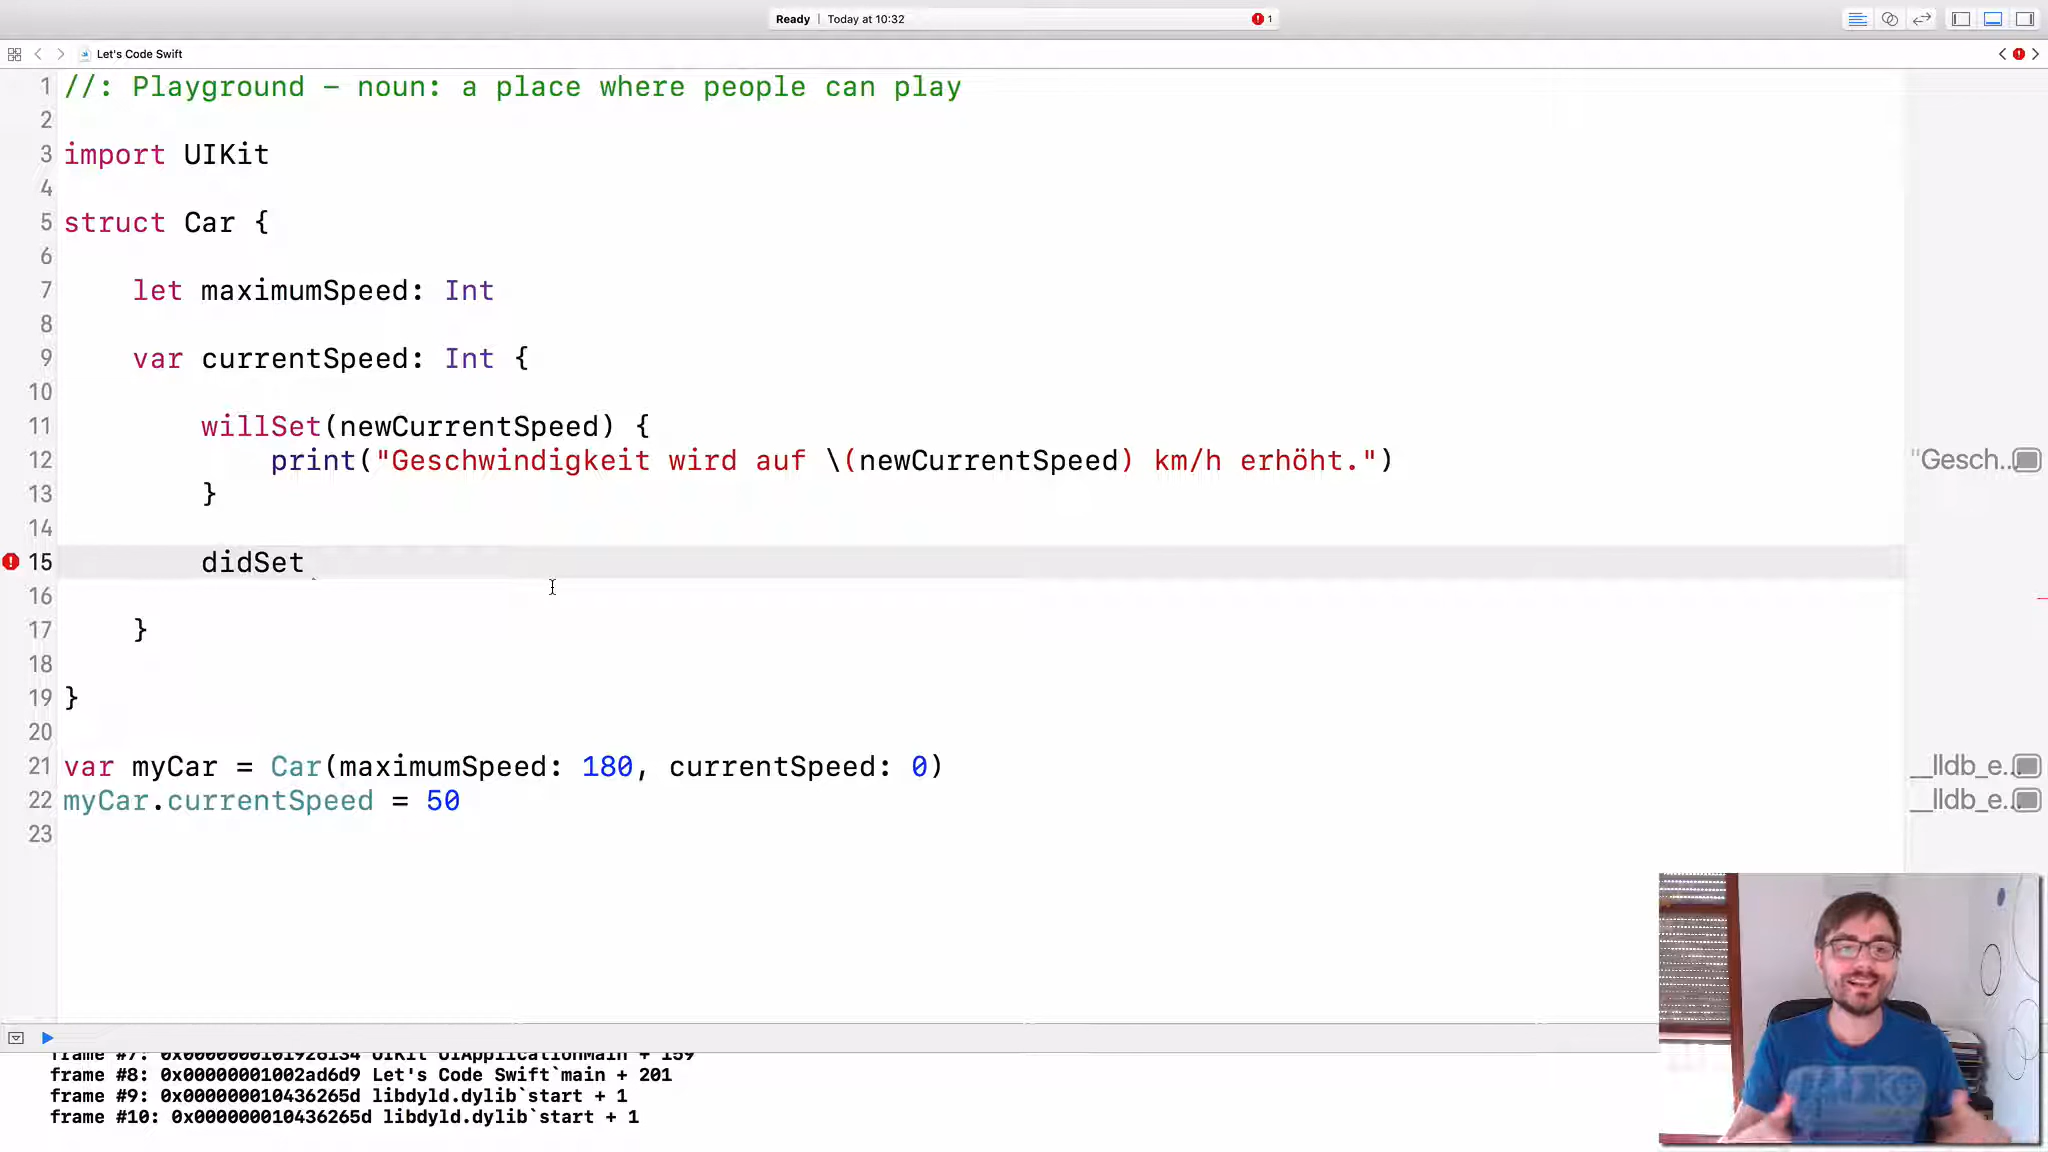 Ready | Today at 10:32
1
Let's Code Swift
1 //: Playground – noun: a place where people can play
2
3 import UIKit
4
5 struct Car {
6
7 let maximumSpeed: Int
8
9 var currentSpeed: Int {
10
11 willSet(newCurrentSpeed) {
12 print("Geschwindigkeit wird auf \(newCurrentSpeed) km/h erhöht.")
"Gesch...
13 }
14
15 didSet
16
17 }
18
19 }
20
21 var myCar = Car(maximumSpeed: 180, currentSpeed: 0)
__lldb_e...
22 myCar.currentSpeed = 50
__lldb_e...
23
frame #7: 0x0000000101926134 UIKit`UIApplicationMain + 159
frame #8: 0x00000001002ad6d9 Let's Code Swift`main + 201
frame #9: 0x000000010436265d libdyld.dylib`start + 1
frame #10: 0x000000010436265d libdyld.dylib`start + 1